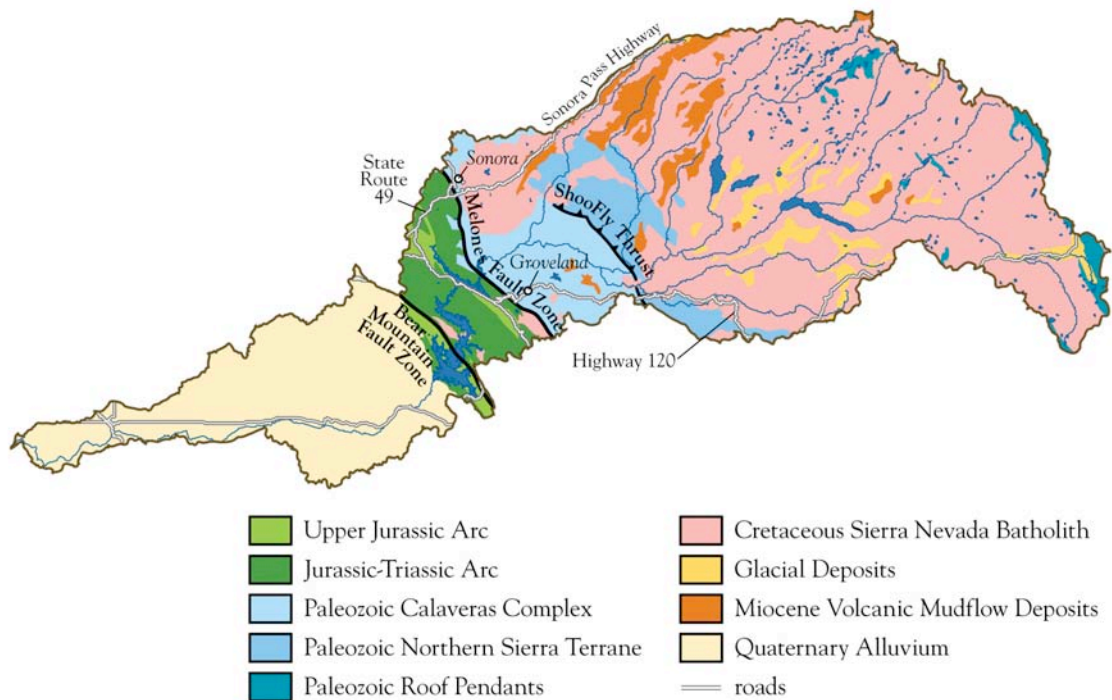 Sonora Pass Highway
State
Route
49
Sonora
Melones Fault Zone
ShooFly Thrust
Groveland
Bear
Mountain
Fault Zone
Highway 120
Upper Jurassic Arc
Jurassic-Triassic Arc
Paleozoic Calaveras Complex
Paleozoic Northern Sierra Terrane
Paleozoic Roof Pendants
Cretaceous Sierra Nevada Batholith
Glacial Deposits
Miocene Volcanic Mudflow Deposits
Quaternary Alluvium
roads